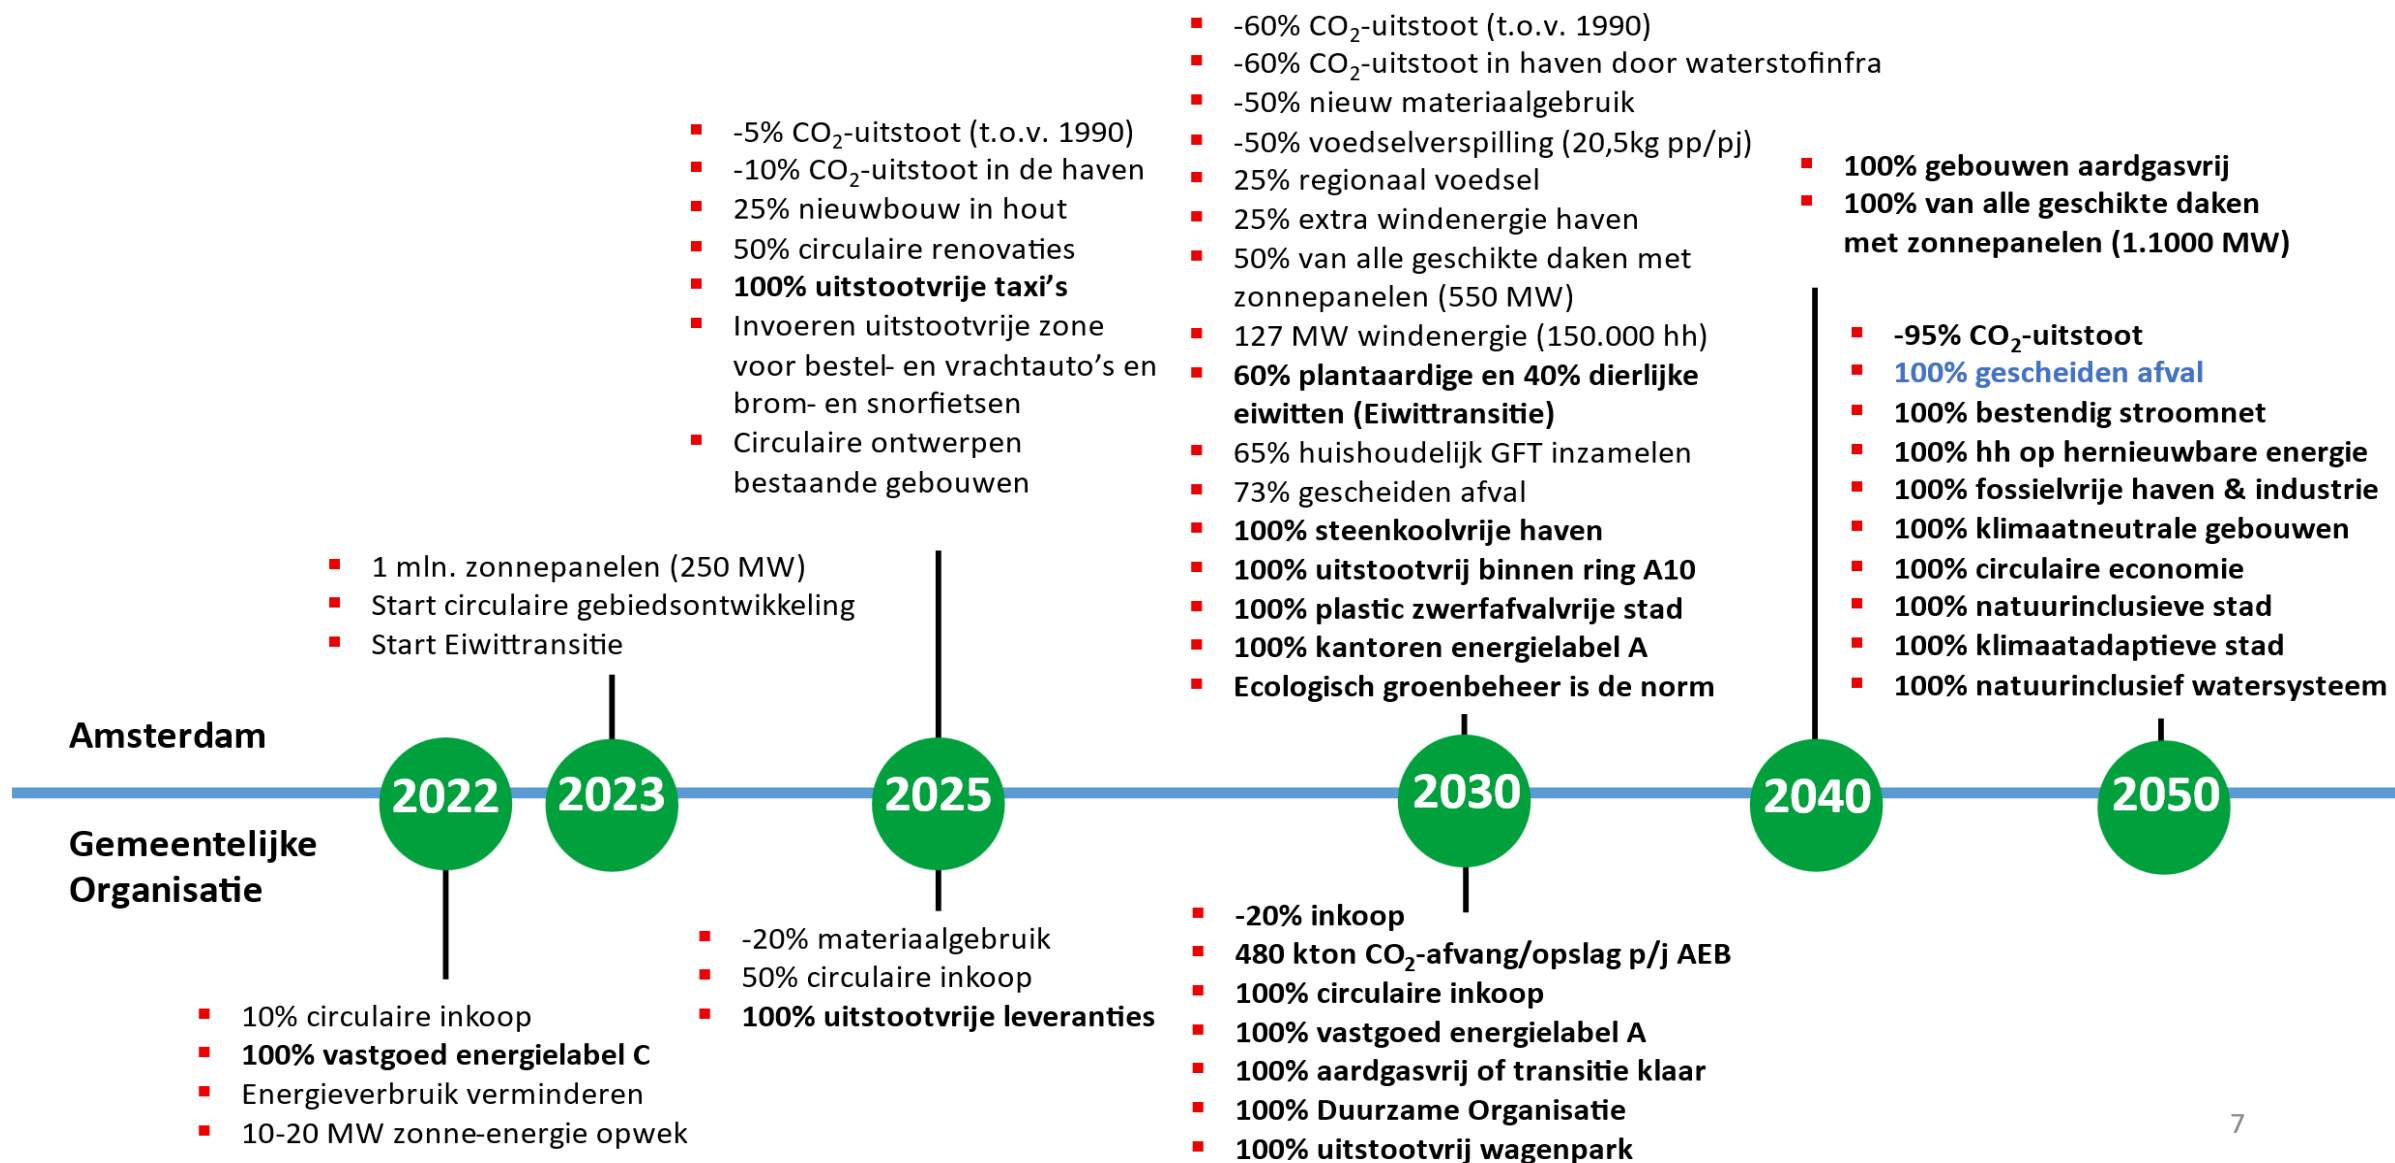 1 mln. zonnepanelen (250 MW)
Start circulaire gebiedsontwikkeling
Start Eiwittransitie
-5% CO₂-uitstoot (t.o.v. 1990)
-10% CO₂-uitstoot in de haven
25% nieuwbouw in hout
50% circulaire renovaties
100% uitstootvrije taxi’s
Invoeren uitstootvrije zone
voor bestel- en vrachtauto’s en
brom- en snorfietsen
Circulaire ontwerpen
bestaande gebouwen
-60% CO₂-uitstoot (t.o.v. 1990)
-60% CO₂-uitstoot in haven door waterstofinfra
-50% nieuw materiaalgebruik
-50% voedselverspilling (20,5kg pp/pj)
25% regionaal voedsel
25% extra windenergie haven
50% van alle geschikte daken met
zonnepanelen (550 MW)
127 MW windenergie (150.000 hh)
60% plantaardige en 40% dierlijke
eiwitten (Eiwittransitie)
65% huishoudelijk GFT inzamelen
73% gescheiden afval
100% steenkoolvrije haven
100% uitstootvrij binnen ring A10
100% plastic zwerfafvalvrije stad
100% kantoren energielabel A
Ecologisch groenbeheer is de norm
100% gebouwen aardgasvrij
100% van alle geschikte daken
met zonnepanelen (1.1000 MW)
-95% CO₂-uitstoot
100% gescheiden afval
100% bestendig stroomnet
100% hh op hernieuwbare energie
100% fossielvrije haven & industrie
100% klimaatneutrale gebouwen
100% circulaire economie
100% natuurinclusieve stad
100% klimaatadaptieve stad
100% natuurinclusief watersysteem
Amsterdam
2022
2023
2025
2030
2040
2050
Gemeentelijke
Organisatie
10% circulaire inkoop
100% vastgoed energielabel C
Energieverbruik verminderen
10-20 MW zonne-energie opwek
-20% materiaalgebruik
50% circulaire inkoop
100% uitstootvrije leveranties
-20% inkoop
480 kton CO₂-afvang/opslag p/j AEB
100% circulaire inkoop
100% vastgoed energielabel A
100% aardgasvrij of transitie klaar
100% Duurzame Organisatie
100% uitstootvrij wagenpark
7